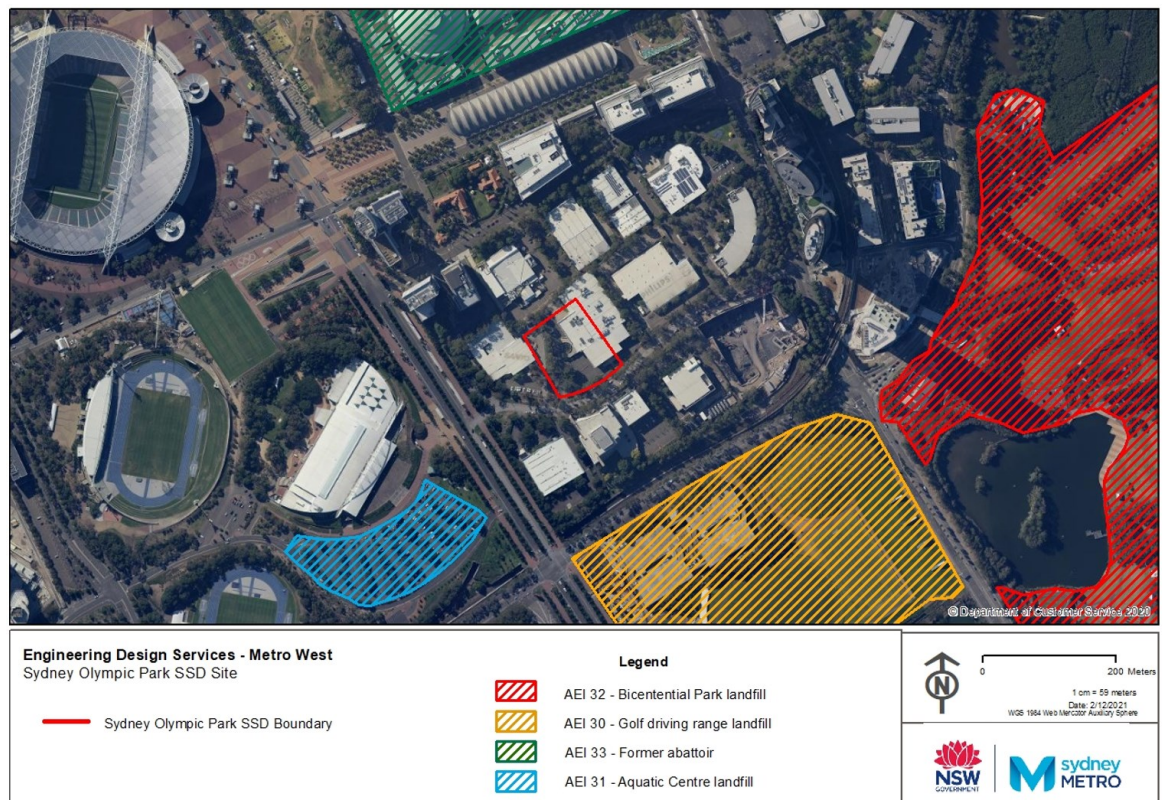 © Department of Customer Service 2020
Engineering Design Services - Metro West
Sydney Olympic Park SSD Site
Sydney Olympic Park SSD Boundary
Legend
AEI 32 - Bicentential Park landfill
AEI 30 - Golf driving range landfill
AEI 33 - Former abattoir
AEI 31 - Aquatic Centre landfill
N
0 200 Meters
1 cm = 59 meters
Date: 2/12/2021
WGS 1984 Web Mercator Auxiliary Sphere
NSW
GOVERNMENT
sydney
METRO